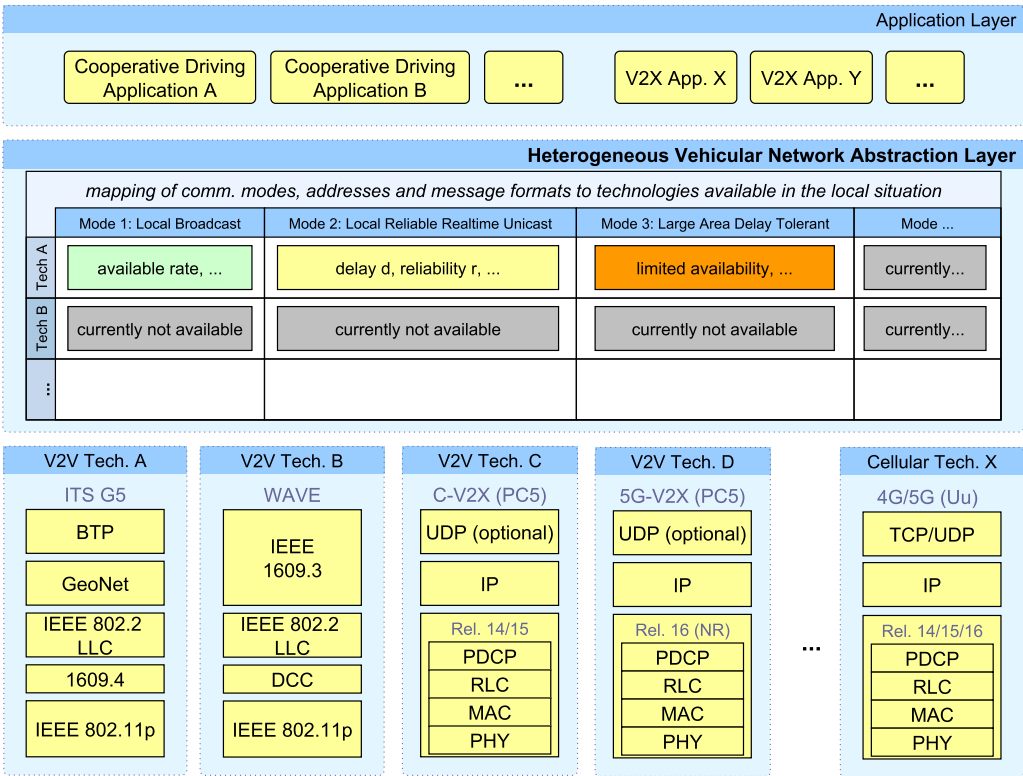 Application Layer
Cooperative Driving
Application A
Cooperative Driving
Application B
...
V2X App. X
V2X App. Y
...
Heterogeneous Vehicular Network Abstraction Layer
mapping of comm. modes, addresses and message formats to technologies available in the local situation
Mode 1: Local Broadcast
Mode 2: Local Reliable Realtime Unicast
Mode 3: Large Area Delay Tolerant
Mode ...
Tech A
available rate, ...
delay d, reliability r, ...
limited availability, ...
currently...
Tech B
currently not available
currently not available
currently not available
currently...
...
V2V Tech. A
ITS G5
BTP
GeoNet
IEEE 802.2
LLC
1609.4
IEEE 802.11p
V2V Tech. B
WAVE
IEEE
1609.3
IEEE 802.2
LLC
DCC
IEEE 802.11p
V2V Tech. C
C-V2X (PC5)
UDP (optional)
IP
Rel. 14/15
PDCP
RLC
MAC
PHY
V2V Tech. D
5G-V2X (PC5)
UDP (optional)
IP
Rel. 16 (NR)
PDCP
RLC
MAC
PHY
...
Cellular Tech. X
4G/5G (Uu)
TCP/UDP
IP
Rel. 14/15/16
PDCP
RLC
MAC
PHY